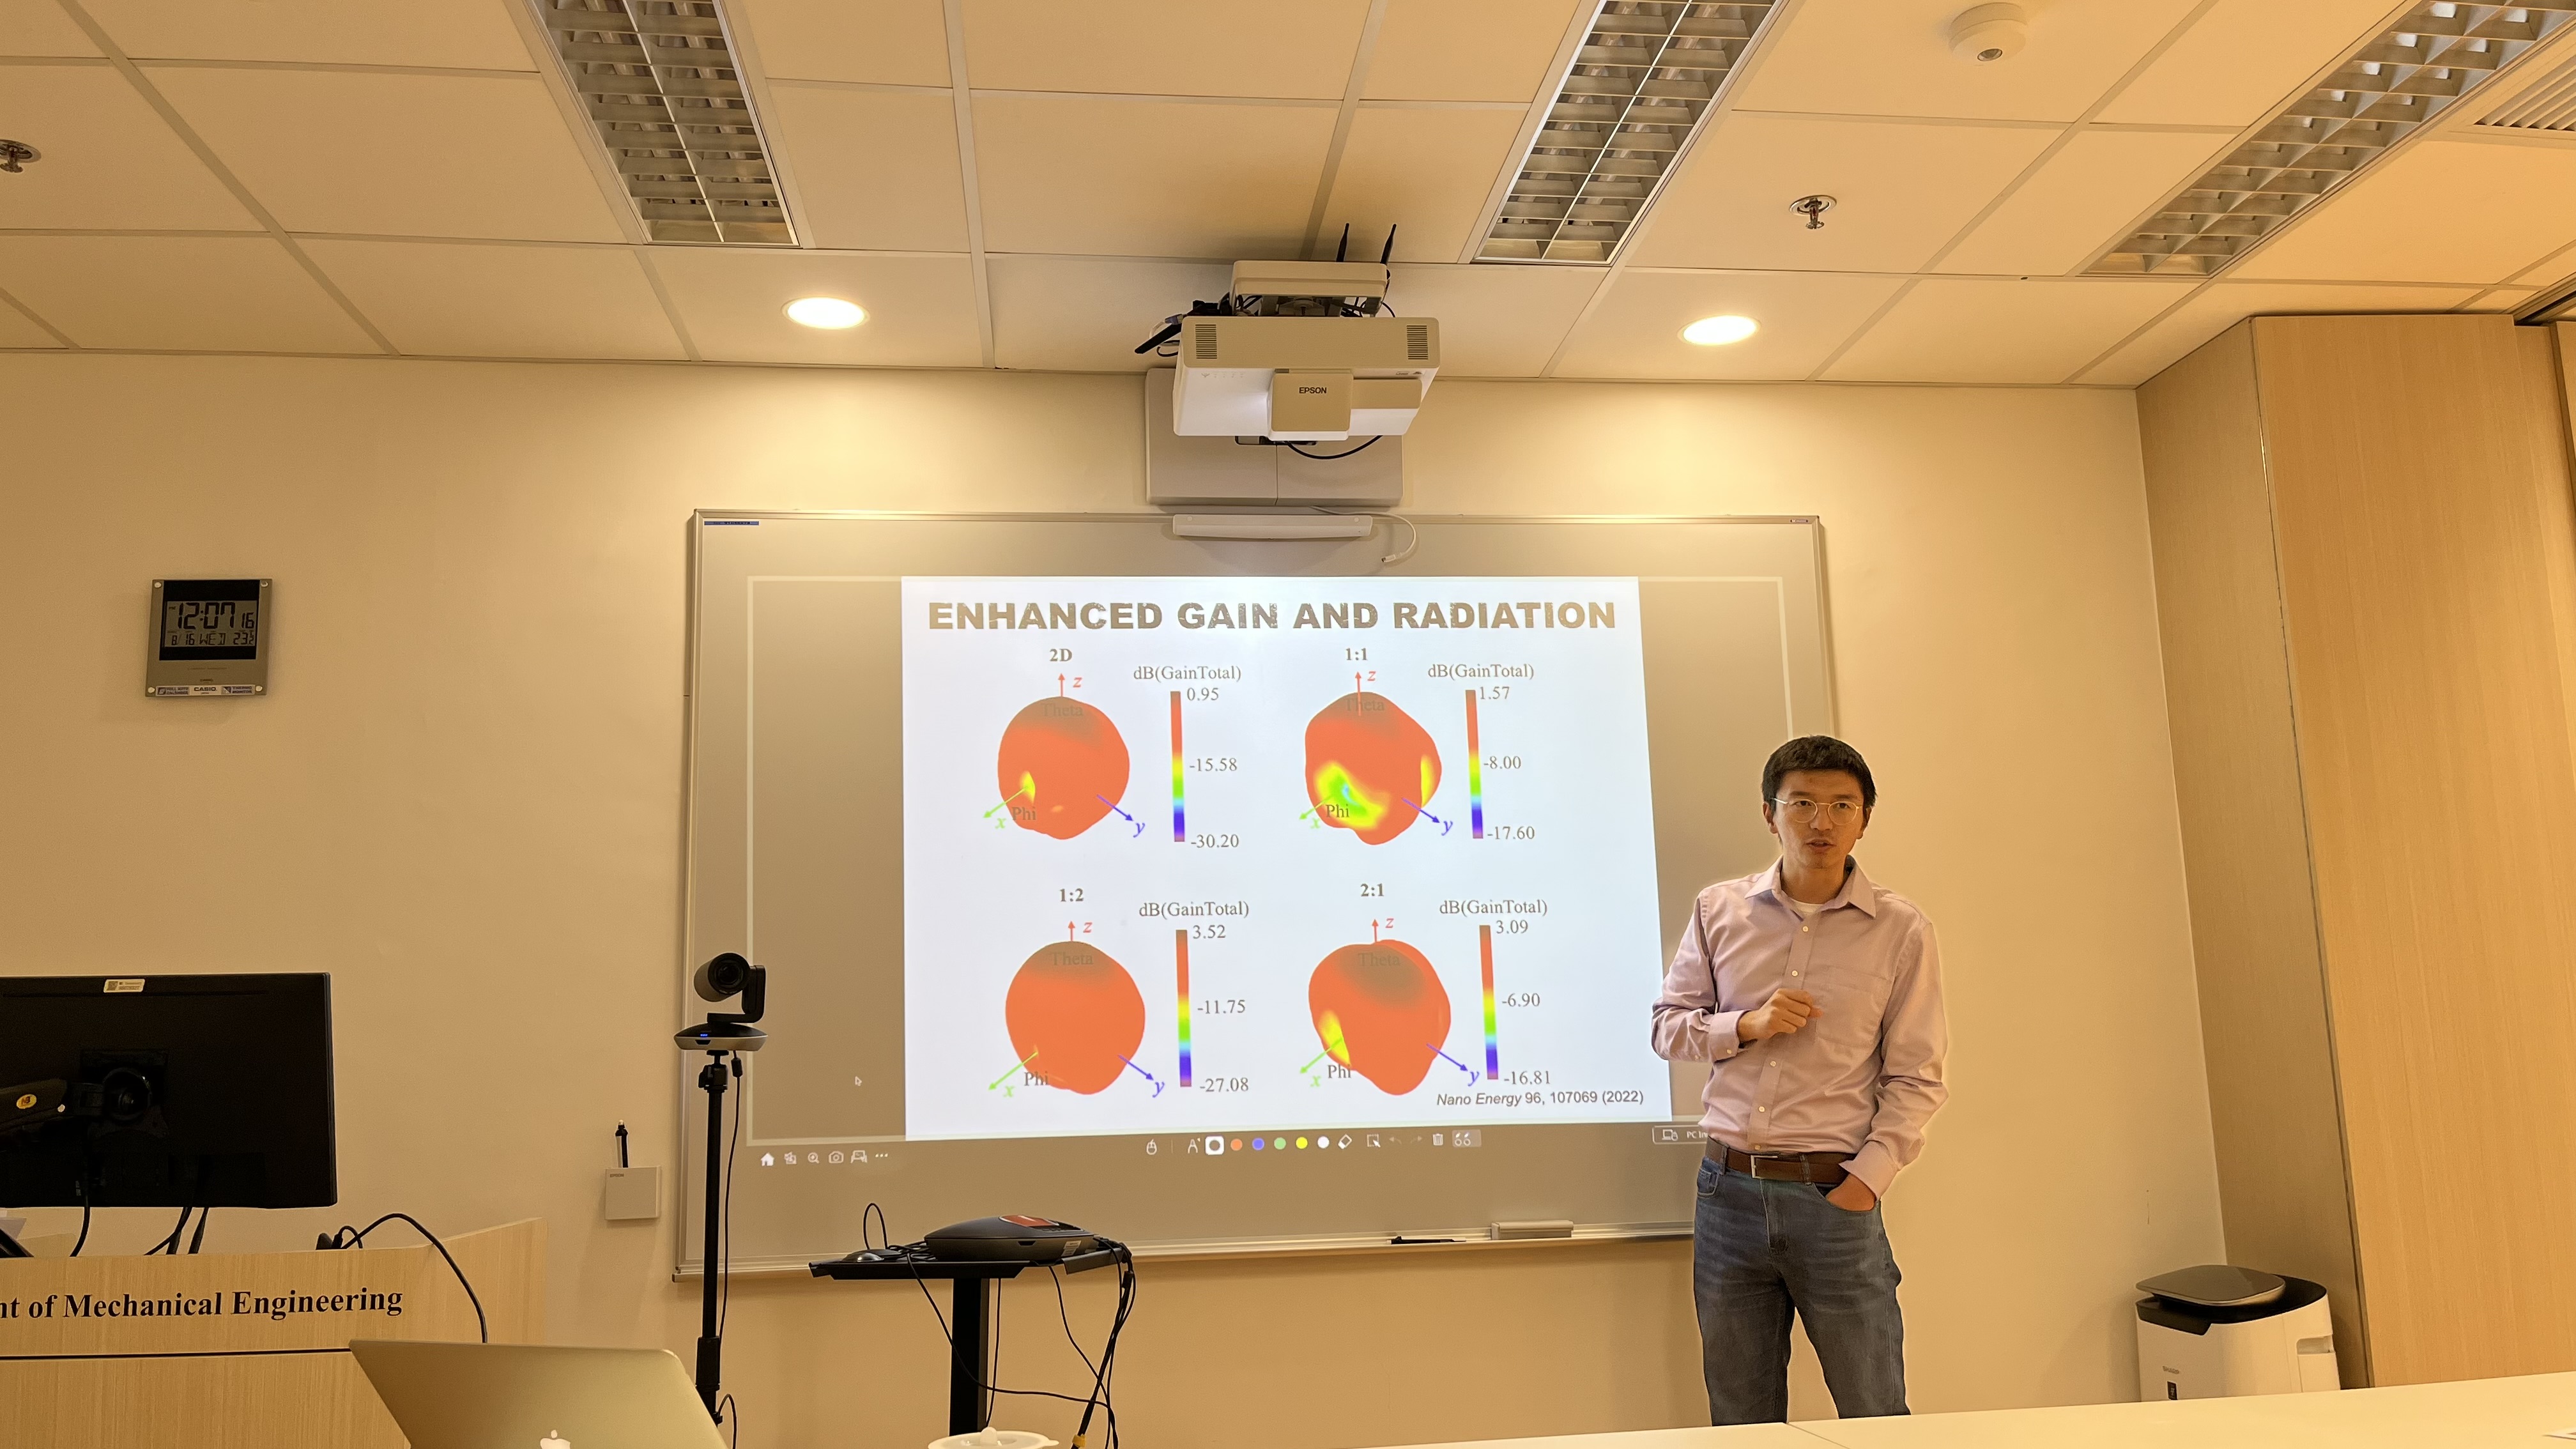 EPSON
12:07 16
8/16 WED 23.5
CASIO
ENHANCED GAIN AND RADIATION
2D
z
Theta
Phi
x
y
dB(GainTotal)
0.95
-15.58
-30.20
1:1
z
Theta
Phi
x
y
dB(GainTotal)
1.57
-8.00
-17.60
1:2
z
Theta
Phi
x
y
dB(GainTotal)
3.52
-11.75
-27.08
2:1
z
Theta
Phi
x
y
dB(GainTotal)
3.09
-6.90
-16.81
Nano Energy 96, 107069 (2022)
nt of Mechanical Engineering